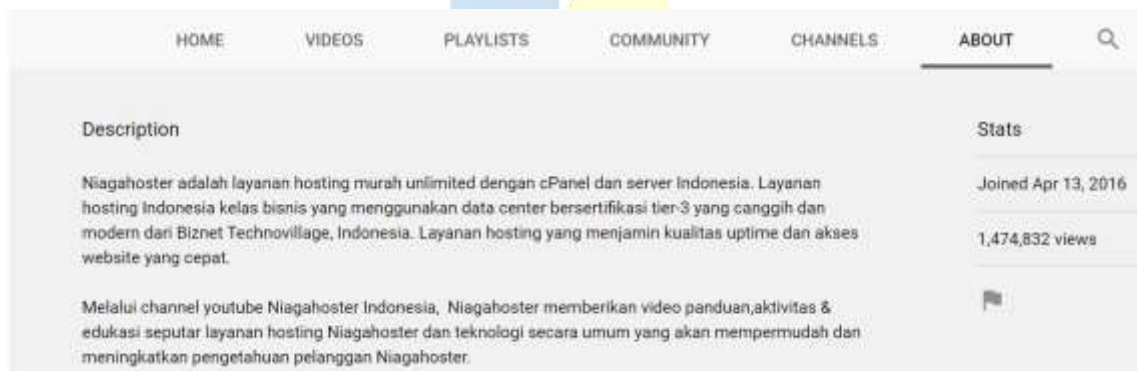 HOME VIDEOS PLAYLISTS COMMUNITY CHANNELS ABOUT
Description
Niagahoster adalah layanan hosting murah unlimited dengan cPanel dan server Indonesia. Layanan
hosting Indonesia kelas bisnis yang menggunakan data center bersertifikasi tier-3 yang canggih dan
modern dari Biznet Technovillage, Indonesia. Layanan hosting yang menjamin kualitas uptime dan akses
website yang cepat.
Melalui channel youtube Niagahoster Indonesia, Niagahoster memberikan video panduan,aktivitas &
edukasi seputar layanan hosting Niagahoster dan teknologi secara umum yang akan mempermudah dan
meningkatkan pengetahuan pelanggan Niagahoster.
Stats
Joined Apr 13, 2016
1,474,832 views